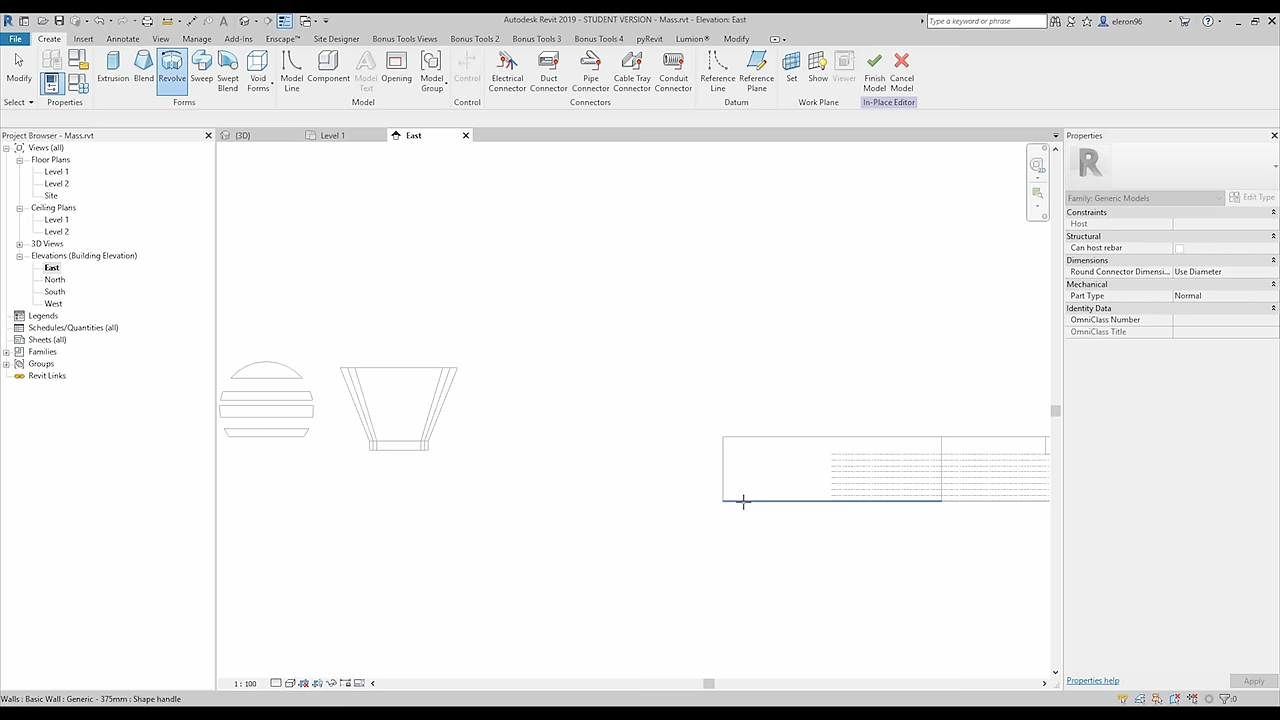 Autodesk Revit 2019 - STUDENT VERSION - Mass.rvt - Elevation: East
Type a keyword or phrase
eleron96
File Create Insert Annotate View Manage Add-Ins Enscape™ Site Designer Bonus Tools View Bonus Tools 2 Bonus Tools 3 Bonus Tools 4 pyRevit Lumion® Modify
Modify Extrusion Blend Revolve Sweep Swept Blend Void Forms Model Line Component Model Text Opening Model Group Control Electrical Connector Duct Connector Pipe Connector Cable Tray Connector Conduit Connector Reference Line Reference Plane Set Show Viewer Finish Model Cancel Model
Select Properties Forms Model Control Connectors Datum Work Plane In-Place Editor
Project Browser - Mass.rvt
{3D} Level 1 East
Properties
Views (all)
Floor Plans
Level 1
Level 2
Site
Ceiling Plans
Level 1
Level 2
3D Views
Elevations (Building Elevation)
East
North
South
West
Legends
Schedules/Quantities (all)
Sheets (all)
Families
Groups
Revit Links
R
Family: Generic Models Edit Type
Constraints
Host
Structural
Can host rebar
Dimensions
Round Connector Dimensi... Use Diameter
Mechanical
Part Type Normal
Identity Data
OmniClass Number
OmniClass Title
Properties help Apply
1 : 100
Walls : Basic Wall : Generic - 375mm : Shape handle
:0